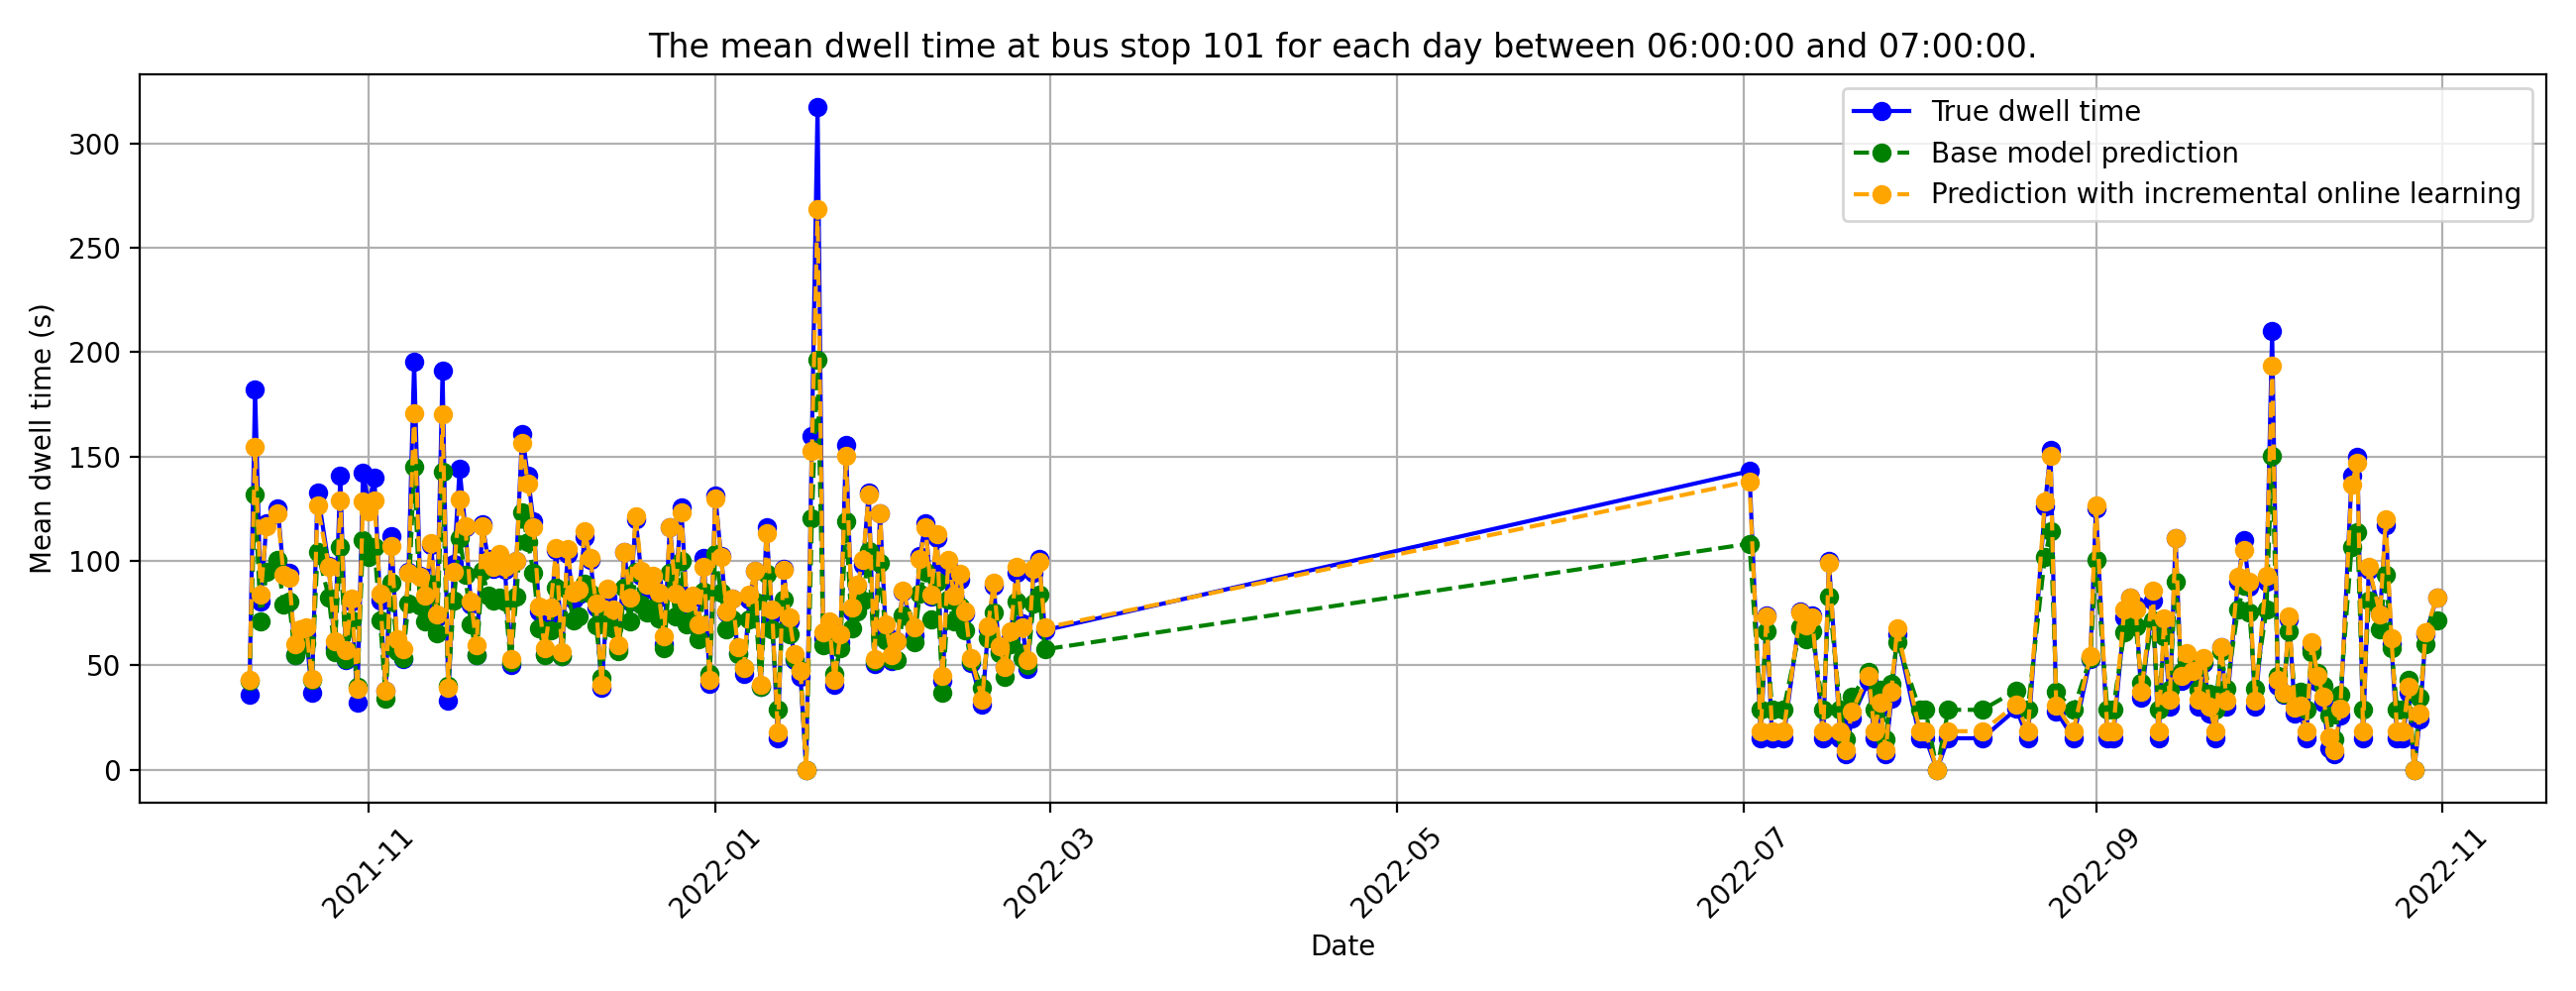 The mean dwell time at bus stop 101 for each day between 06:00:00 and 07:00:00.
True dwell time
Base model prediction
Prediction with incremental online learning
Mean dwell time (s)
300
250
200
150
100
50
0
2021-11
2022-01
2022-03
2022-05
2022-07
2022-09
2022-11
Date